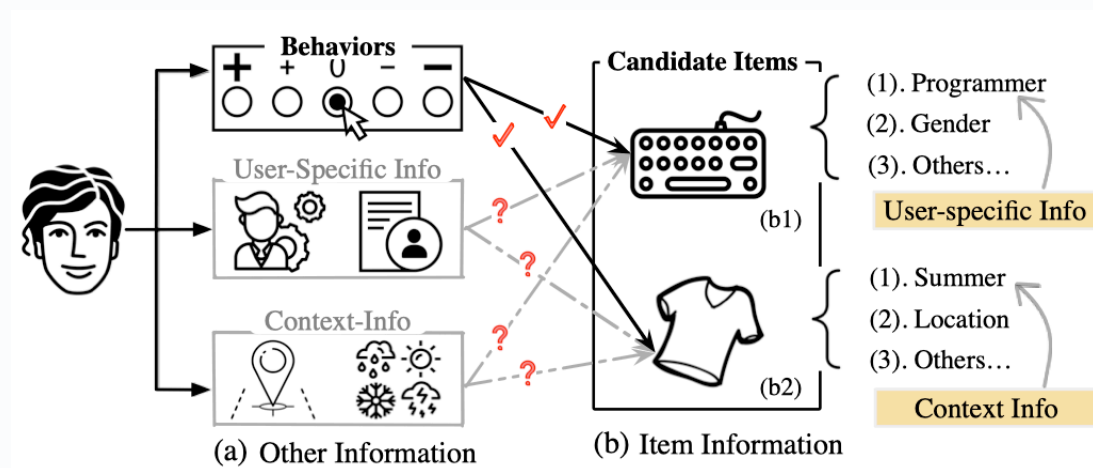 Behaviors
+ + 0 − −
User-Specific Info
Context-Info
(a) Other Information
Candidate Items
(b1)
(b2)
(b) Item Information
(1). Programmer
(2). Gender
(3). Others…
User-specific Info
(1). Summer
(2). Location
(3). Others…
Context Info
?
?
?
?